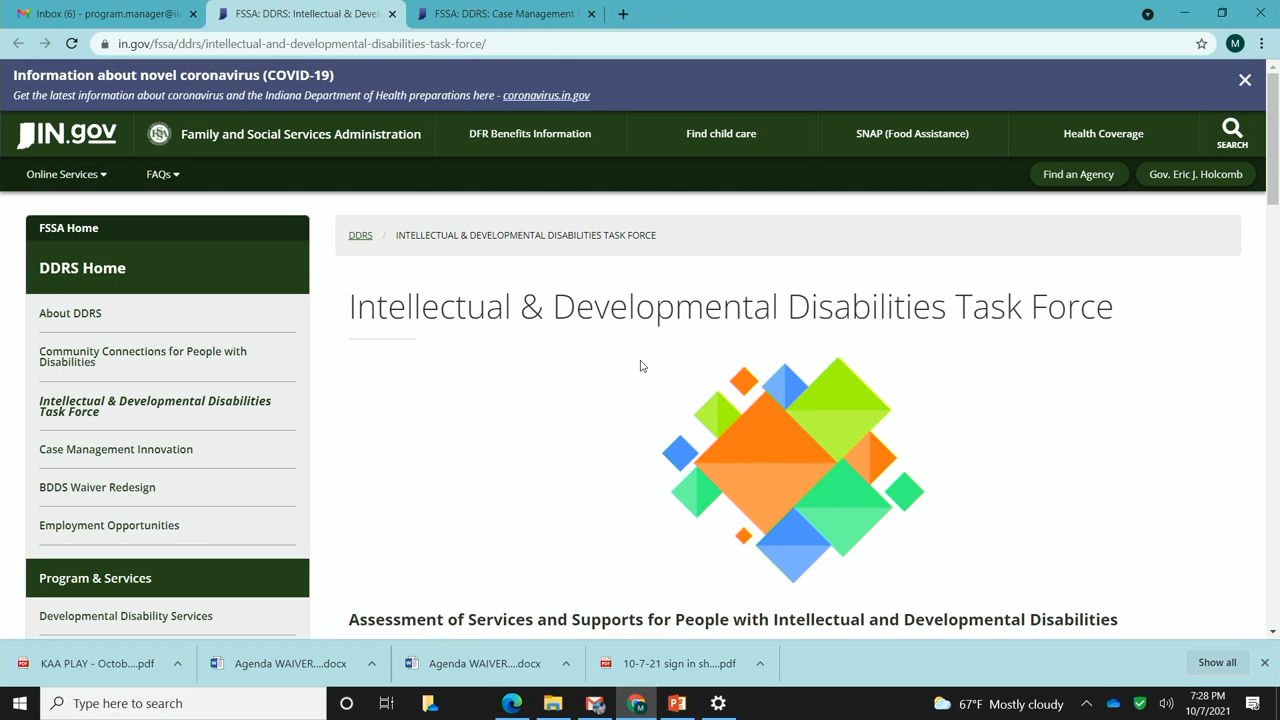 Inbox (6) - program.manager@il
FSSA: DDRS: Intellectual & Devel
FSSA: DDRS: Case Management
in.gov/fssa/ddrs/intellectual-and-developmental-disabilities-task-force/
M
Information about novel coronavirus (COVID-19)
Get the latest information about coronavirus and the Indiana Department of Health preparations here - coronavirus.in.gov
IN.gov
Family and Social Services Administration
DFR Benefits Information
Find child care
SNAP (Food Assistance)
Health Coverage
SEARCH
Online Services
FAQs
Find an Agency
Gov. Eric J. Holcomb
FSSA Home
DDRS Home
About DDRS
Community Connections for People with
Disabilities
Intellectual & Developmental Disabilities
Task Force
Case Management Innovation
BDDS Waiver Redesign
Employment Opportunities
Program & Services
Developmental Disability Services
DDRS / INTELLECTUAL & DEVELOPMENTAL DISABILITIES TASK FORCE
Intellectual & Developmental Disabilities Task Force
Assessment of Services and Supports for People with Intellectual and Developmental Disabilities
KAA PLAY - Octob....pdf
Agenda WAIVER....docx
Agenda WAIVER....docx
10-7-21 sign in sh....pdf
Show all
Type here to search
67°F Mostly cloudy
7:28 PM
10/7/2021